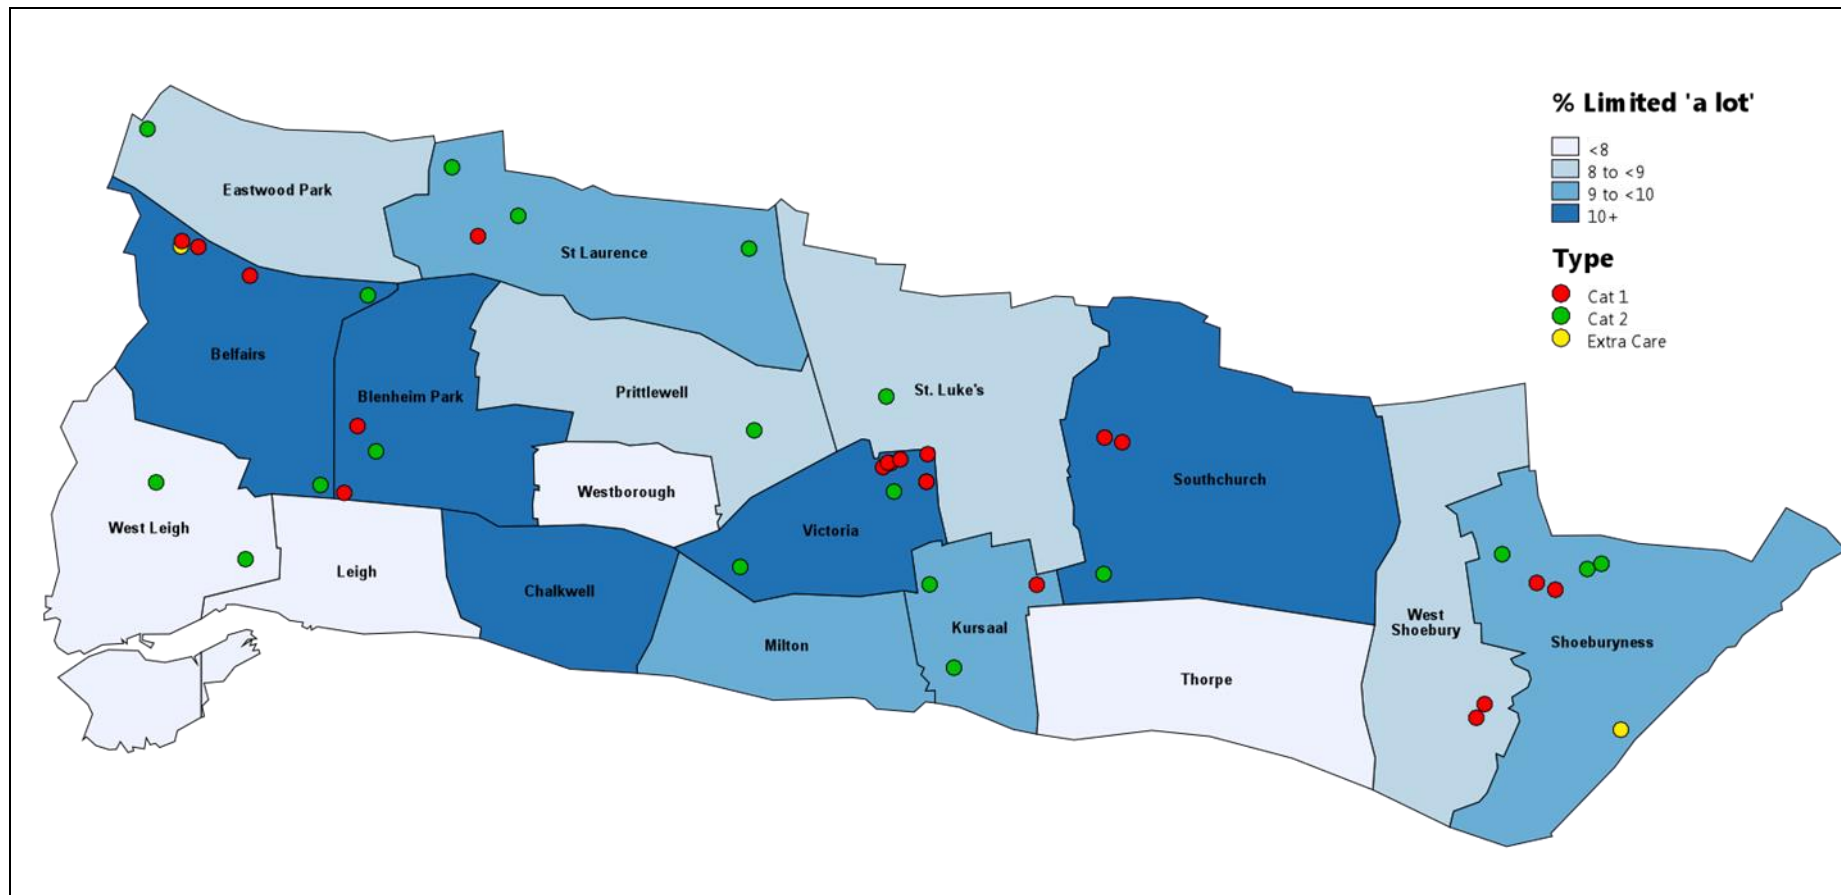 % Limited 'a lot'
<8
8 to <9
9 to <10
10+
Type
Cat 1
Cat 2
Extra Care
Eastwood Park
St Laurence
Belfairs
Blenheim Park
Prittlewell
St. Luke's
Southchurch
Westborough
West Leigh
Victoria
Leigh
Chalkwell
Kursaal
Milton
Thorpe
West
Shoebury
Shoeburyness